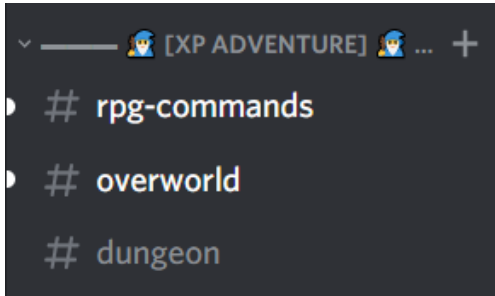 ——— 🧙‍♂️ [XP ADVENTURE] 🧙‍♂️ ...
# rpg-commands
# overworld
# dungeon